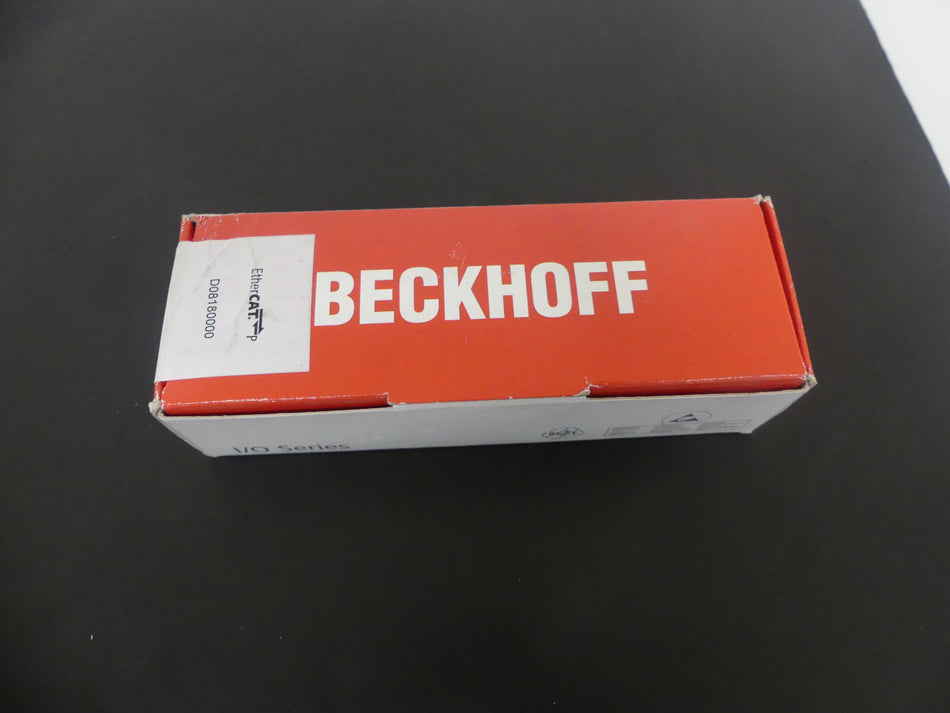 BECKHOFF
EtherCAT. P
D08180000
I/O Series